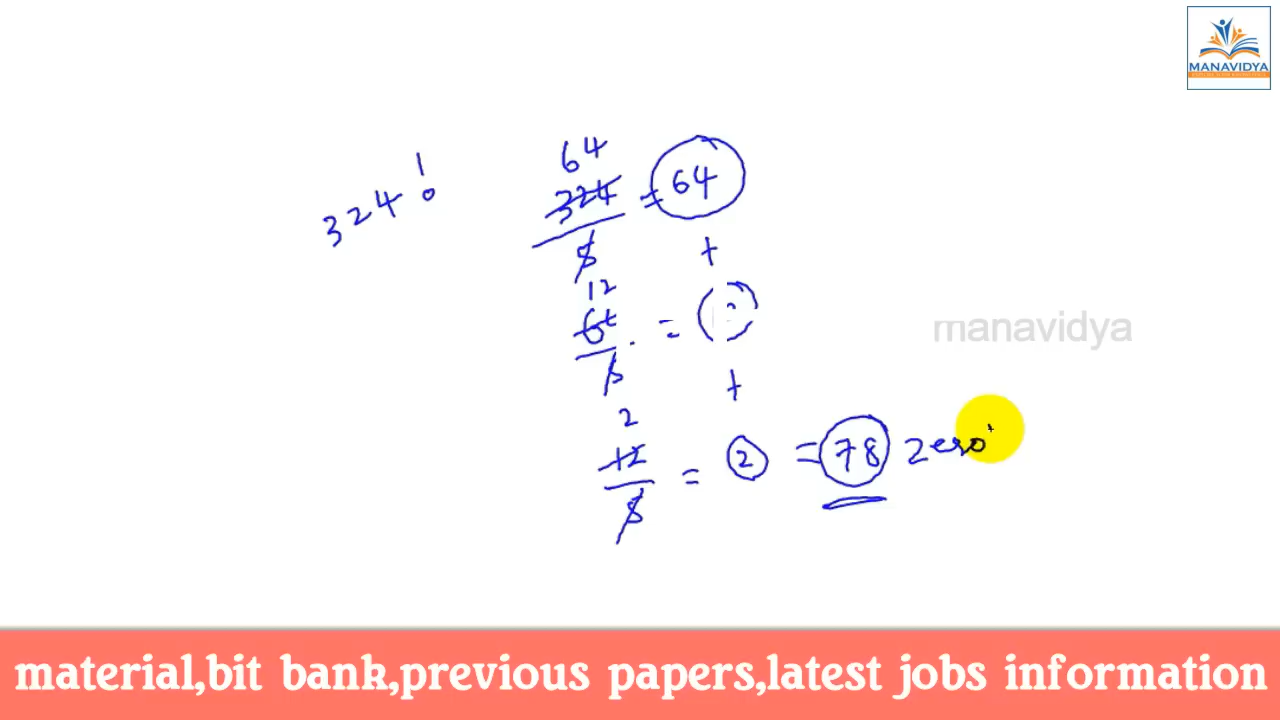 MANAVIDYA
324!
64
324/5 = 64
+
12
64/5 =
+
2
12/5 = 2 = 78 zero
manavidya
material,bit bank,previous papers,latest jobs information